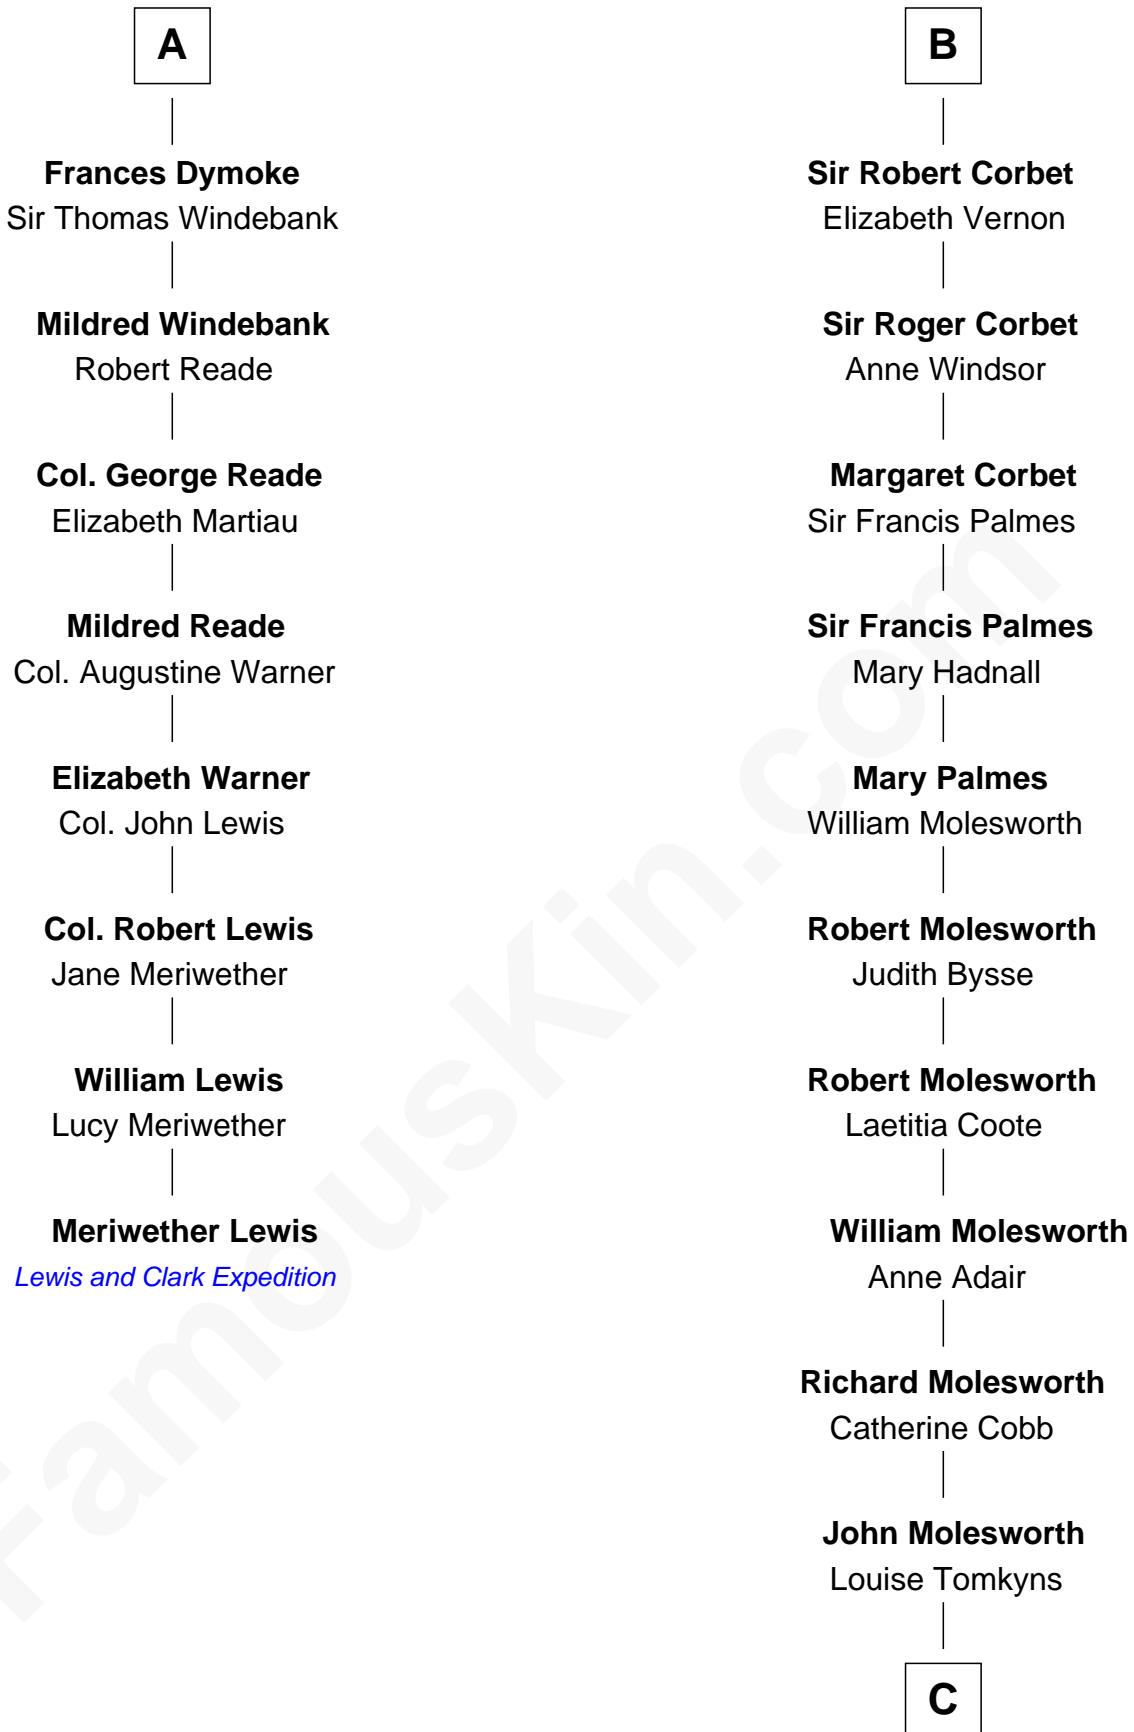 A
Frances Dymoke
Sir Thomas Windebank
Mildred Windebank
Robert Reade
Col. George Reade
Elizabeth Martiau
Mildred Reade
Col. Augustine Warner
Elizabeth Warner
Col. John Lewis
Col. Robert Lewis
Jane Meriwether
William Lewis
Lucy Meriwether
Meriwether Lewis
Lewis and Clark Expedition
B
Sir Robert Corbet
Elizabeth Vernon
Sir Roger Corbet
Anne Windsor
Margaret Corbet
Sir Francis Palmes
Sir Francis Palmes
Mary Hadnall
Mary Palmes
William Molesworth
Robert Molesworth
Judith Bysse
Robert Molesworth
Laetitia Coote
William Molesworth
Anne Adair
Richard Molesworth
Catherine Cobb
John Molesworth
Louise Tomkyns
C
FamousKin.com